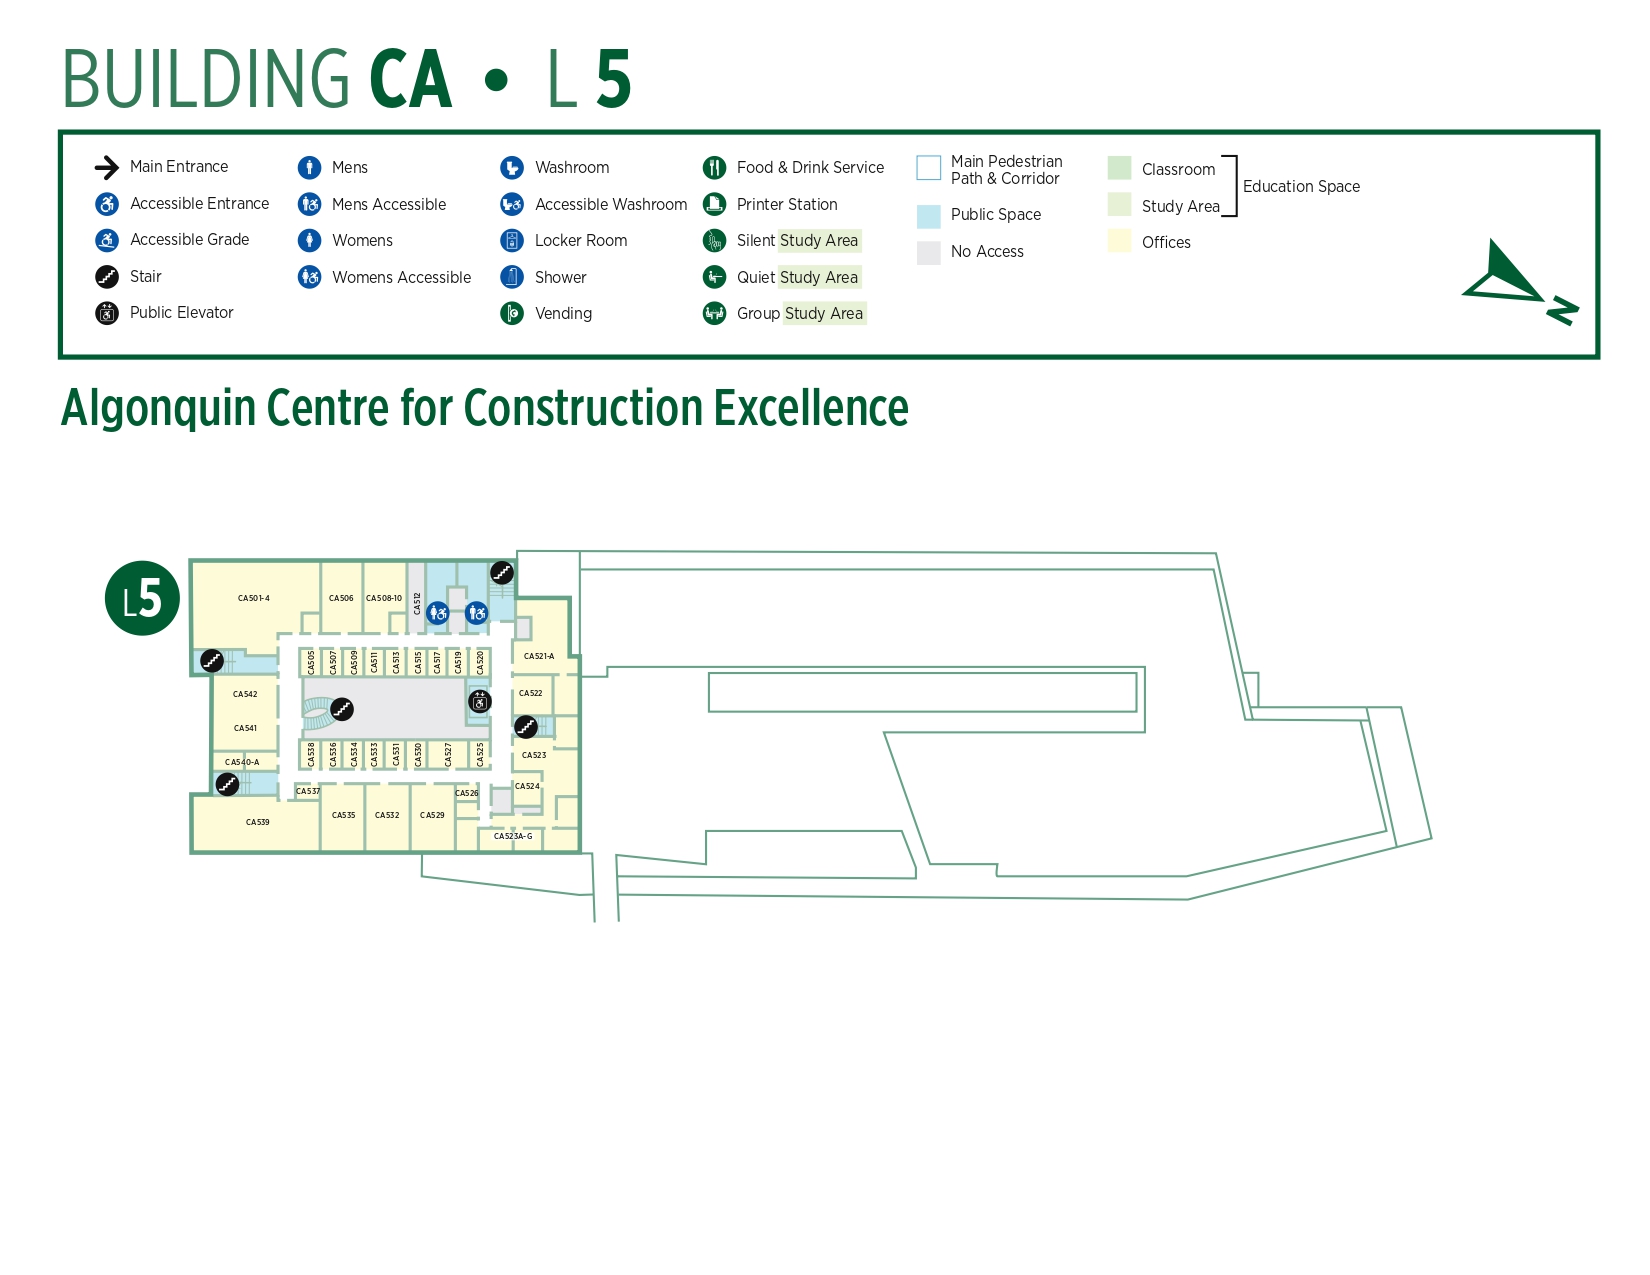 BUILDING CA • L 5
Main Entrance
Accessible Entrance
Accessible Grade
Stair
Public Elevator
Mens
Mens Accessible
Womens
Womens Accessible
Washroom
Accessible Washroom
Locker Room
Shower
Vending
Food & Drink Service
Printer Station
Silent Study Area
Quiet Study Area
Group Study Area
Main Pedestrian
Path & Corridor
Public Space
No Access
Classroom
Study Area
Offices
Education Space
N
Algonquin Centre for Construction Excellence
L5
CA501-4
CA506
CA508-10
CA512
CA505
CA507
CA509
CA511
CA513
CA515
CA517
CA519
CA520
CA521-A
CA542
CA522
CA541
CA523
CA540-A
CA538
CA536
CA534
CA533
CA531
CA530
CA527
CA525
CA524
CA537
CA526
CA539
CA535
CA532
CA529
CA523A-G